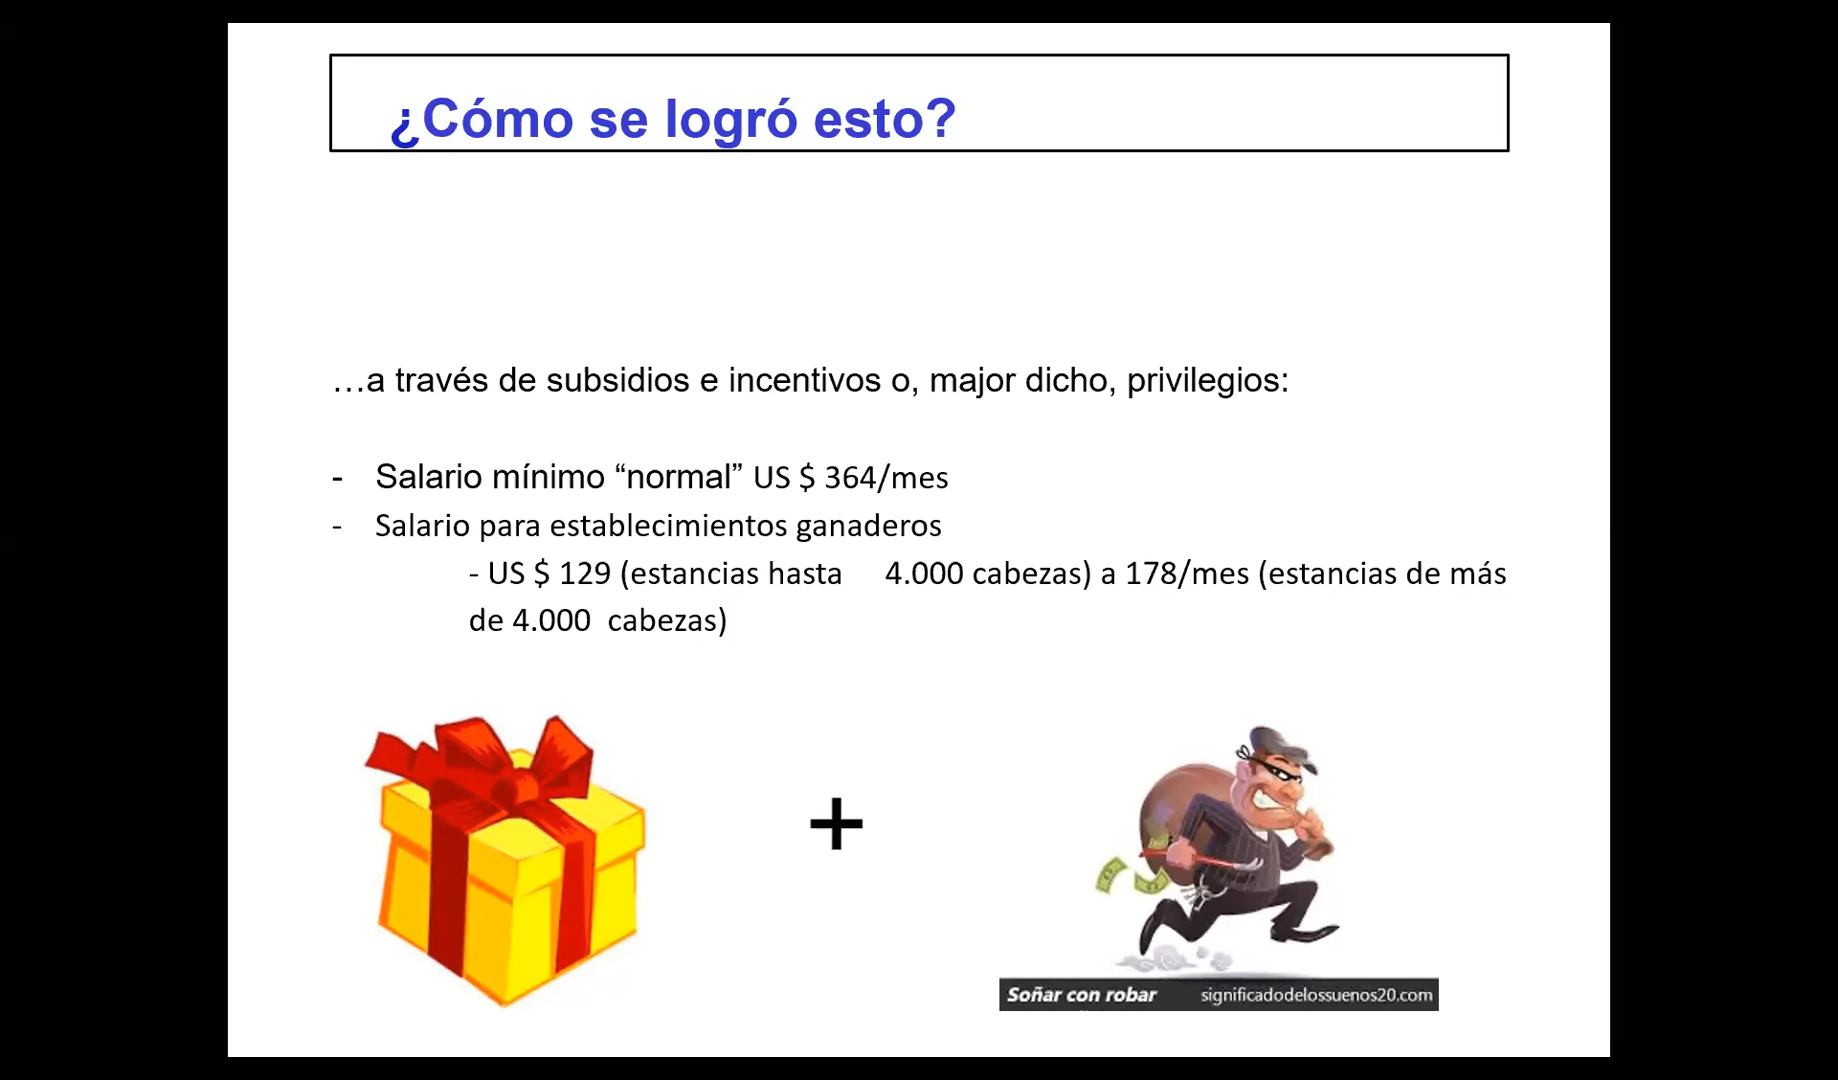 ¿Cómo se logró esto?
…a través de subsidios e incentivos o, major dicho, privilegios:
- Salario mínimo “normal” US $ 364/mes
- Salario para establecimientos ganaderos
- US $ 129 (estancias hasta 4.000 cabezas) a 178/mes (estancias de más
de 4.000 cabezas)
+
Soñar con robar significadodelossuenos20.com